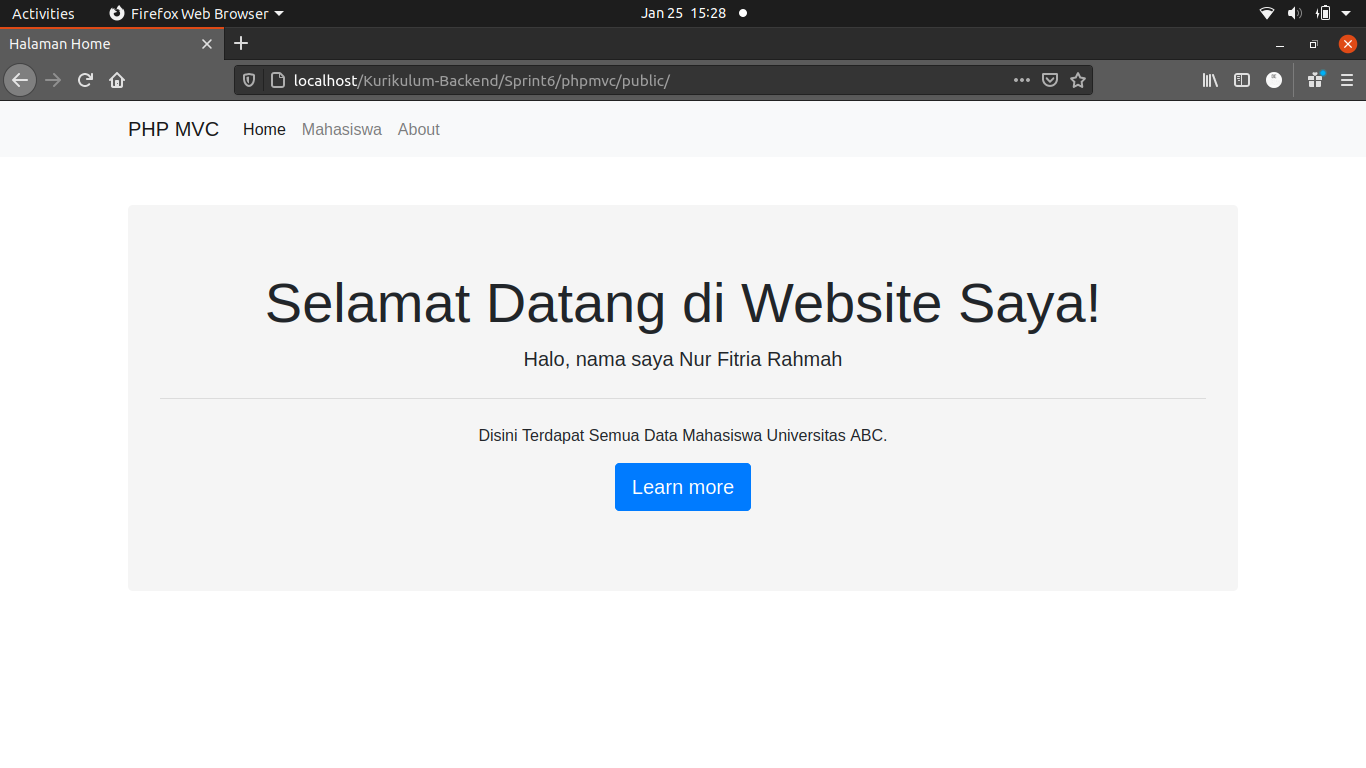 Activities Firefox Web Browser Jan 25 15:28
Halaman Home
localhost/Kurikulum-Backend/Sprint6/phpmvc/public/
PHP MVC Home Mahasiswa About
Selamat Datang di Website Saya!
Halo, nama saya Nur Fitria Rahmah
Disini Terdapat Semua Data Mahasiswa Universitas ABC.
Learn more